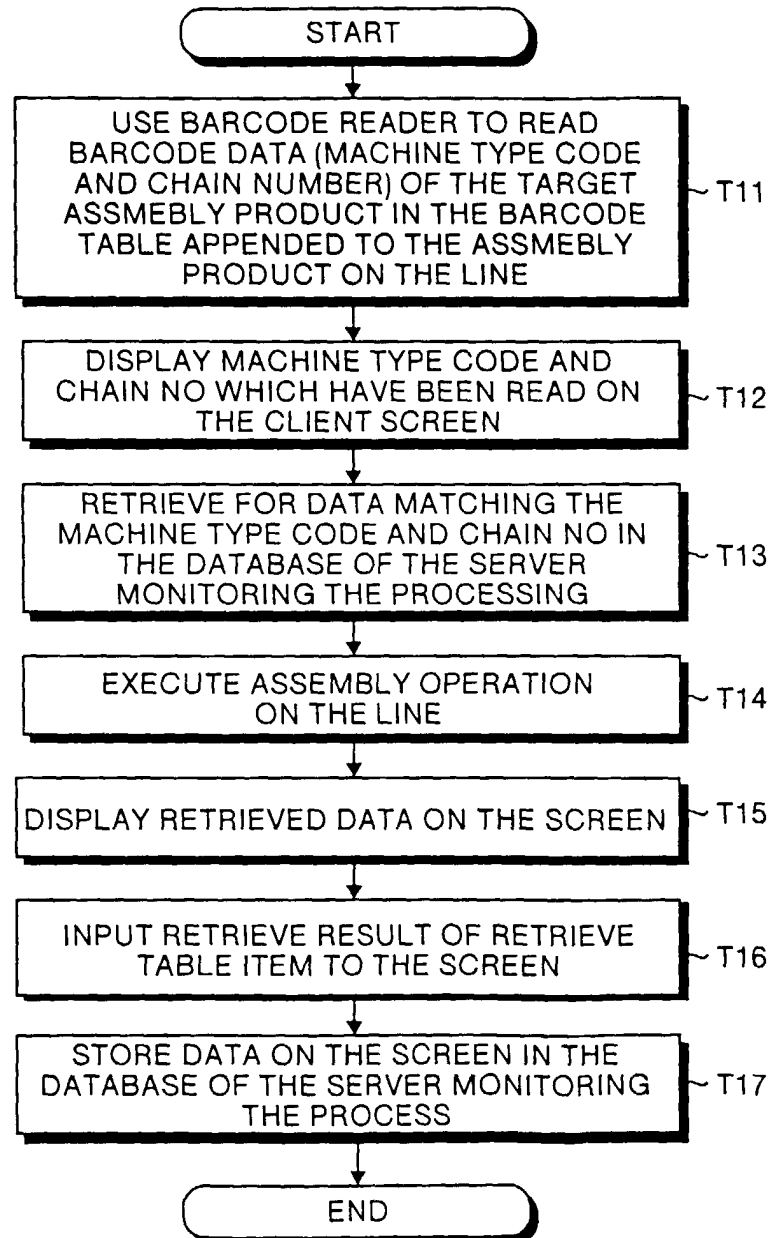 START
USE BARCODE READER TO READ
BARCODE DATA (MACHINE TYPE CODE
AND CHAIN NUMBER) OF THE TARGET
ASSMEBLY PRODUCT IN THE BARCODE
TABLE APPENDED TO THE ASSMEBLY
PRODUCT ON THE LINE
T11
DISPLAY MACHINE TYPE CODE AND
CHAIN NO WHICH HAVE BEEN READ ON
THE CLIENT SCREEN
T12
RETRIEVE FOR DATA MATCHING THE
MACHINE TYPE CODE AND CHAIN NO IN
THE DATABASE OF THE SERVER
MONITORING THE PROCESSING
T13
EXECUTE ASSEMBLY OPERATION
ON THE LINE
T14
DISPLAY RETRIEVED DATA ON THE SCREEN
T15
INPUT RETRIEVE RESULT OF RETRIEVE
TABLE ITEM TO THE SCREEN
T16
STORE DATA ON THE SCREEN IN THE
DATABASE OF THE SERVER MONITORING
THE PROCESS
T17
END